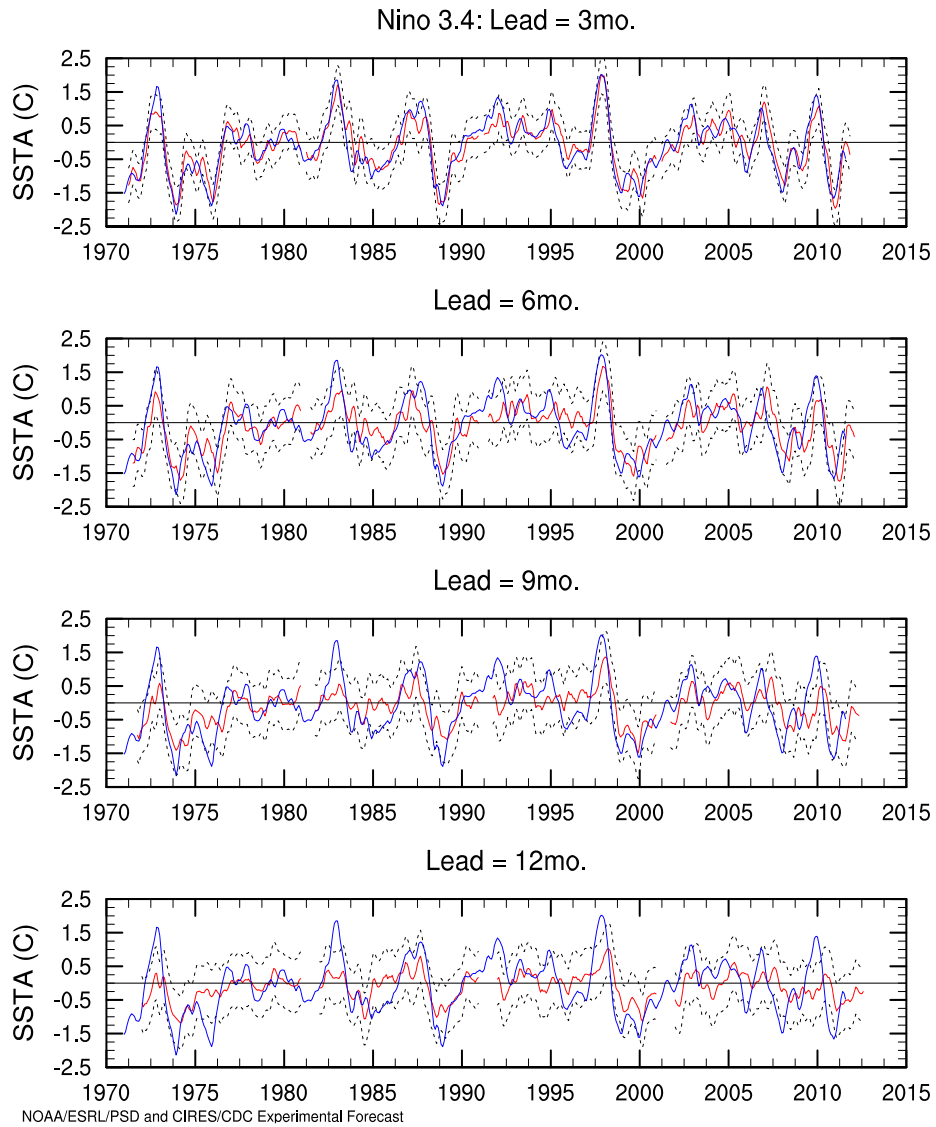 Nino 3.4: Lead = 3mo.
2.5
1.5
0.5
-0.5
-1.5
-2.5
SSTA (C)
1970 1975 1980 1985 1990 1995 2000 2005 2010 2015
Lead = 6mo.
2.5
1.5
0.5
-0.5
-1.5
-2.5
SSTA (C)
1970 1975 1980 1985 1990 1995 2000 2005 2010 2015
Lead = 9mo.
2.5
1.5
0.5
-0.5
-1.5
-2.5
SSTA (C)
1970 1975 1980 1985 1990 1995 2000 2005 2010 2015
Lead = 12mo.
2.5
1.5
0.5
-0.5
-1.5
-2.5
SSTA (C)
1970 1975 1980 1985 1990 1995 2000 2005 2010 2015
NOAA/ESRL/PSD and CIRES/CDC Experimental Forecast